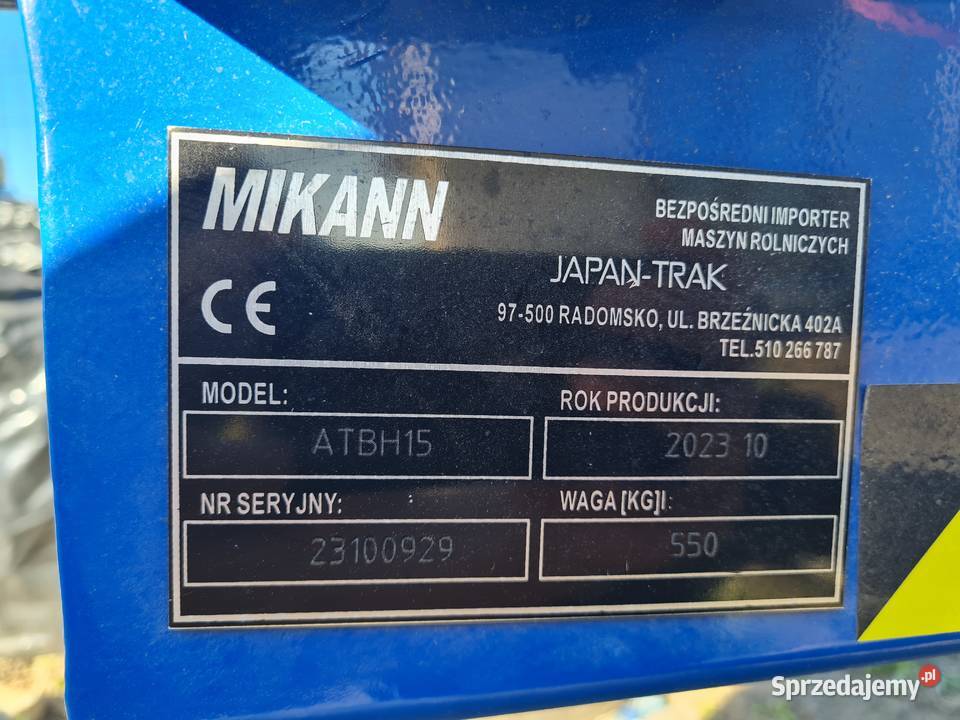 MIKANN
BEZPOŚREDNI IMPORTER
MASZYN ROLNICZYCH
JAPAN-TRAK
CE
97-500 RADOMSKO, UL. BRZEŹNICKA 402A
TEL.510 266 787
MODEL:
ATBH15
ROK PRODUKCJI:
2023 10
NR SERYJNY:
23100929
WAGA [KG]I:
550
Sprzedajemy.pl